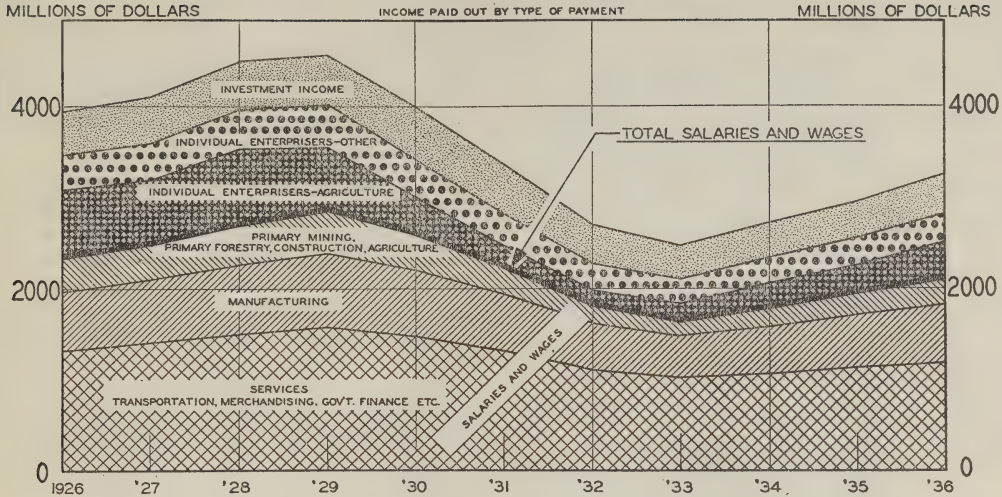 MILLIONS OF DOLLARS
INCOME PAID OUT BY TYPE OF PAYMENT
MILLIONS OF DOLLARS
INVESTMENT INCOME
4000
4000
TOTAL SALARIES AND WAGES
INDIVIDUAL ENTERPRISERS-OTHER
INDIVIDUAL ENTERPRISERS-AGRICULTURE
PRIMARY MINING,
PRIMARY FORESTRY, CONSTRUCTION, AGRICULTURE
2000
2000
MANUFACTURING
SALARIES AND WAGES
SERVICES
TRANSPORTATION, MERCHANDISING, GOV'T. FINANCE ETC.
0
0
1926 '27 '28 '29 '30 '31 '32 '33 '34 '35 '36